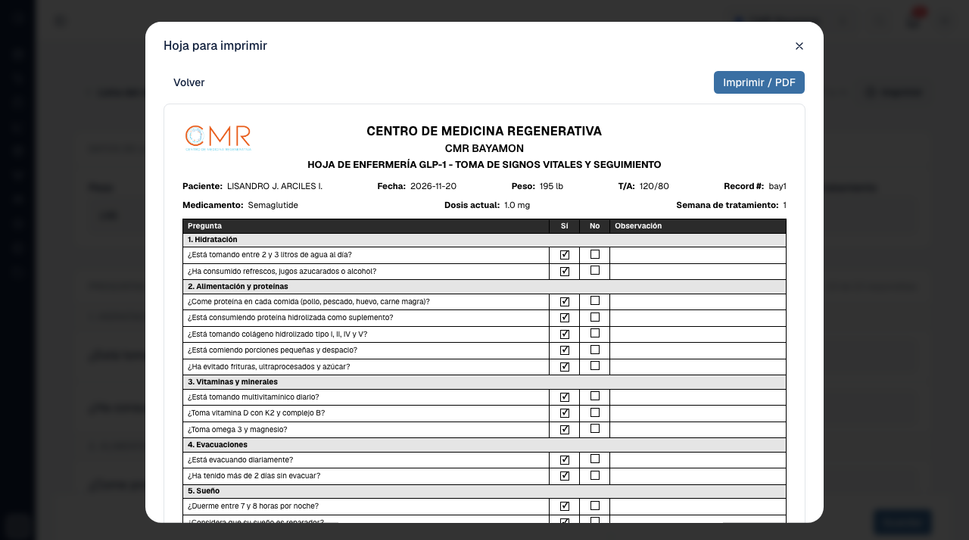 Hoja para imprimir
Volver
Imprimir / PDF
CMR
CENTRO DE MEDICINA REGENERATIVA
CMR BAYAMON
HOJA DE ENFERMERÍA GLP-1 - TOMA DE SIGNOS VITALES Y SEGUIMIENTO
Paciente: LISANDRO J. ARCILES I. Fecha: 2026-11-20 Peso: 195 lb T/A: 120/80 Record #: bay1
Medicamento: Semaglutide Dosis actual: 1.0 mg Semana de tratamiento: 1
Pregunta Sí No Observación
1. Hidratación
¿Está tomando entre 2 y 3 litros de agua al día?
¿Ha consumido refrescos, jugos azucarados o alcohol?
2. Alimentación y proteínas
¿Come proteína en cada comida (pollo, pescado, huevo, carne magra)?
¿Está consumiendo proteína hidrolizada como suplemento?
¿Está tomando colágeno hidrolizado tipo I, II, IV y V?
¿Está comiendo porciones pequeñas y despacio?
¿Ha evitado frituras, ultraprocesados y azúcar?
3. Vitaminas y minerales
¿Está tomando multivitamínico diario?
¿Toma vitamina D con K2 y complejo B?
¿Toma omega 3 y magnesio?
4. Evacuaciones
¿Está evacuando diariamente?
¿Ha tenido más de 2 días sin evacuar?
5. Sueño
¿Duerme entre 7 y 8 horas por noche?
¿Considera que su sueño es reparador?